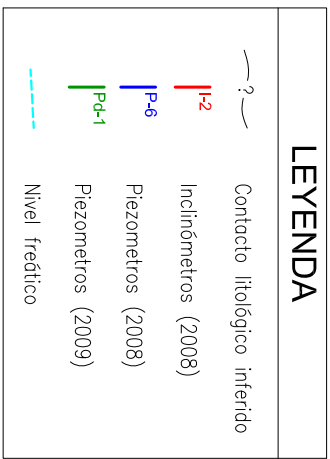 LEYENDA
? Contacto litológico inferido
I-2 Inclinómetros (2008)
P-6 Piezometros (2008)
Pd-1 Piezometros (2009)
Nivel freático